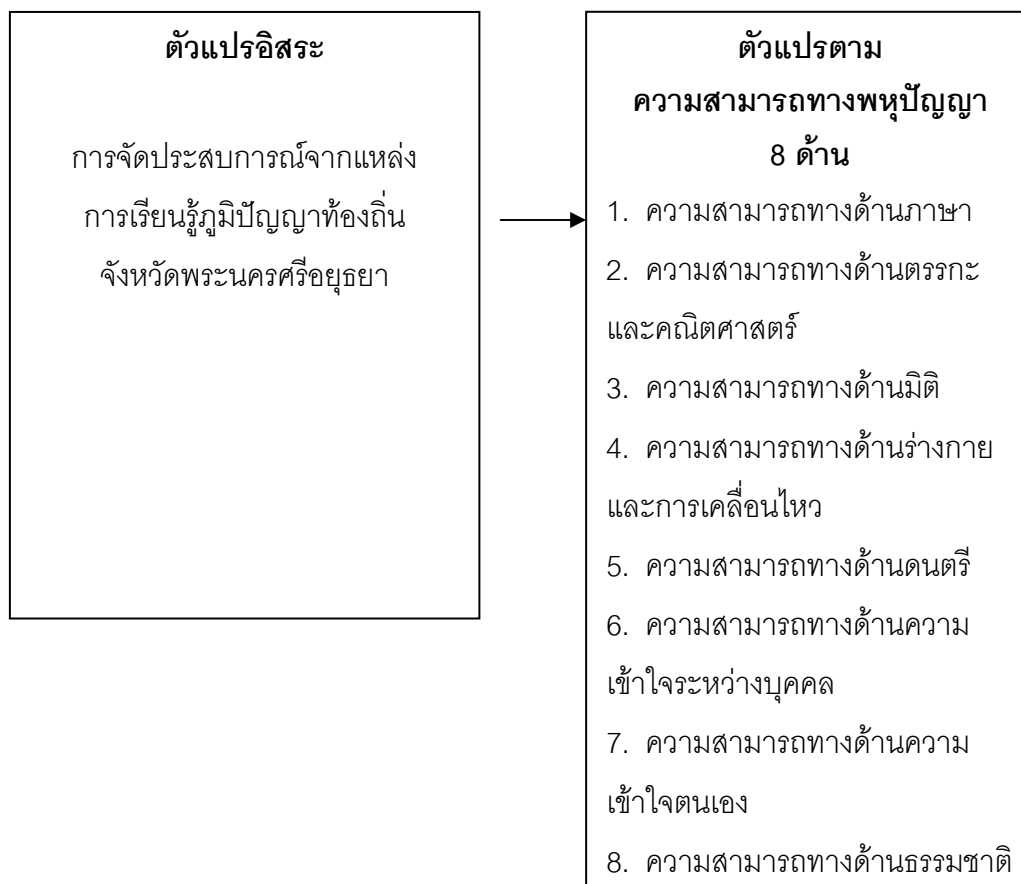 ตัวแปรอิสระ
การจัดประสบการณ์จากแหล่ง
การเรียนรู้ภูมิปัญญาท้องถิ่น
จังหวัดพระนครศรีอยุธยา
ตัวแปรตาม
ความสามารถทางพหุปัญญา
8 ด้าน
1. ความสามารถทางด้านภาษา
2. ความสามารถทางด้านตรรกะ
และคณิตศาสตร์
3. ความสามารถทางด้านมิติ
4. ความสามารถทางด้านร่างกาย
และการเคลื่อนไหว
5. ความสามารถทางด้านดนตรี
6. ความสามารถทางด้านความ
เข้าใจระหว่างบุคคล
7. ความสามารถทางด้านความ
เข้าใจตนเอง
8. ความสามารถทางด้านธรรมชาติ